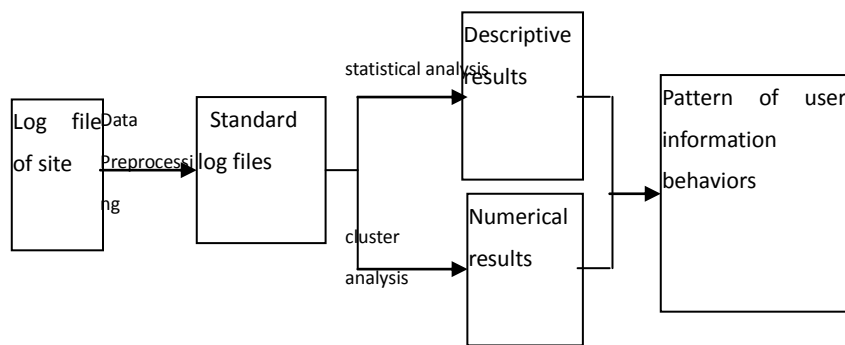 Log file
of site
Data
Preprocessi
ng
Standard
log files
statistical analysis
cluster
analysis
Descriptive
results
Numerical
results
Pattern of user
information
behaviors